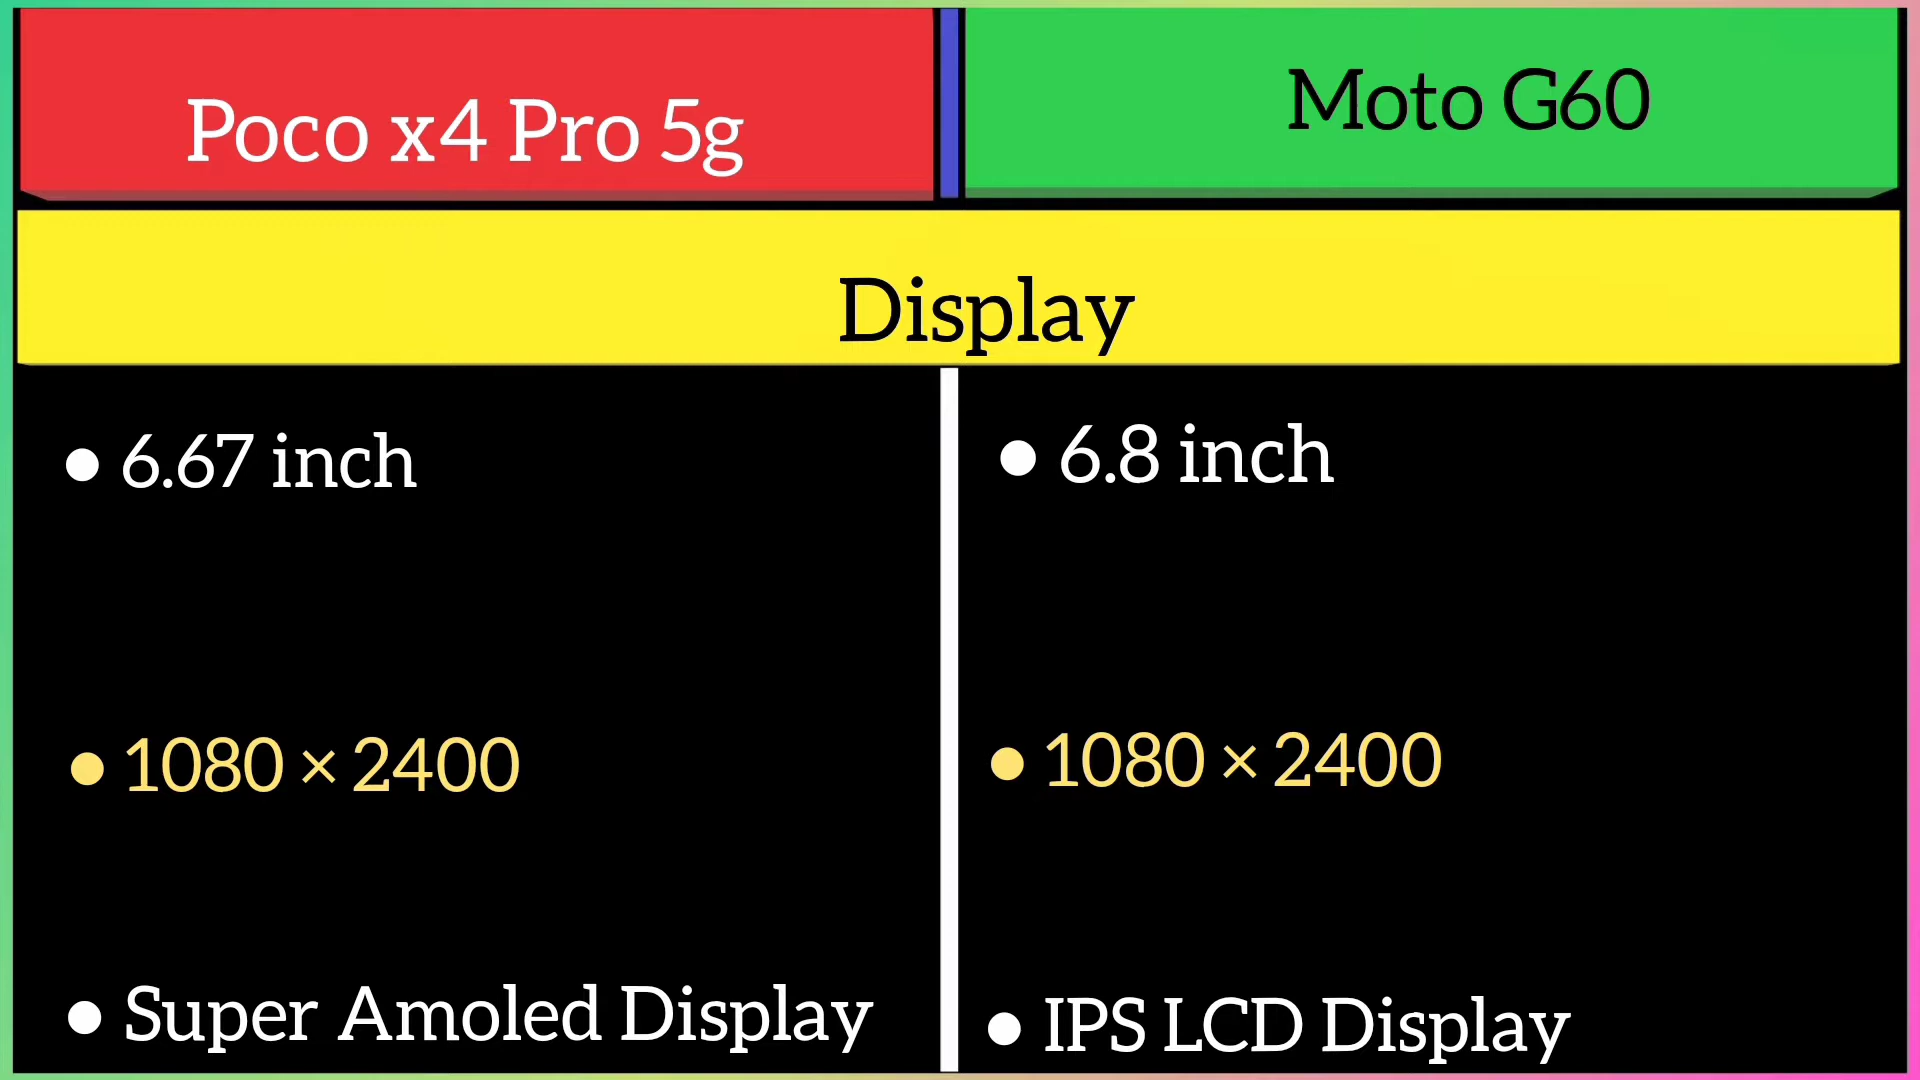 Poco x4 Pro 5g
Moto G60
Display
• 6.67 inch
• 6.8 inch
• 1080 × 2400
• 1080 × 2400
• Super Amoled Display
• IPS LCD Display